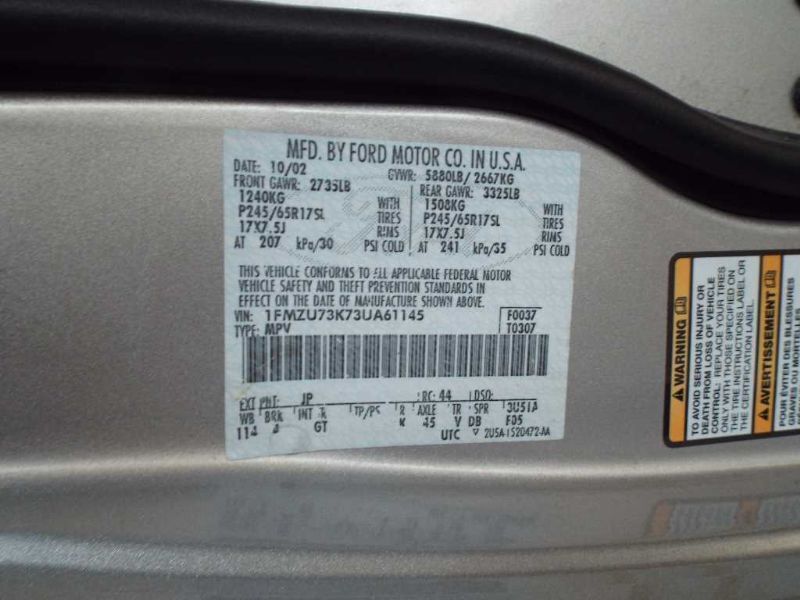 MFD. BY FORD MOTOR CO. IN U.S.A.
DATE: 10/02 GVWR: 5880LB/ 2667KG
FRONT GAWR: 2735LB REAR GAWR: 3325LB
1240KG WITH 1508KG WITH
P245/65R17SL TIRES P245/65R17SL TIRES
17X7.5J RIMS 17X7.5J RIMS
AT 207 kPa/30 PSI COLD AT 241 kPa/35 PSI COLD
THIS VEHICLE CONFORMS TO ALL APPLICABLE FEDERAL MOTOR
VEHICLE SAFETY AND THEFT PREVENTION STANDARDS IN
EFFECT ON THE DATE OF MANUFACTURE SHOWN ABOVE.
VIN: 1FMZU73K73UA61145 F0037
TYPE: MPV T0307
EXT PNT: JP RC: 44 DSO:
WB BRK INT R TP/PS R AXLE TR SPR 3U51A
114 4 GT K 45 V DB F05
UTC 2U5A-1520472-AA
WARNING
TO AVOID INJURY OR
DEATH FROM LOSS OF VEHICLE
CONTROL: REPLACE YOUR TIRES
ONLY WITH THOSE SPECIFIED ON
THE TIRE INSTRUCTIONS LABEL OR
THE CERTIFICATION LABEL.
AVERTISSEMENT
POUR ÉVITER DES BLESSURES
GRAVES OU MORTELLES